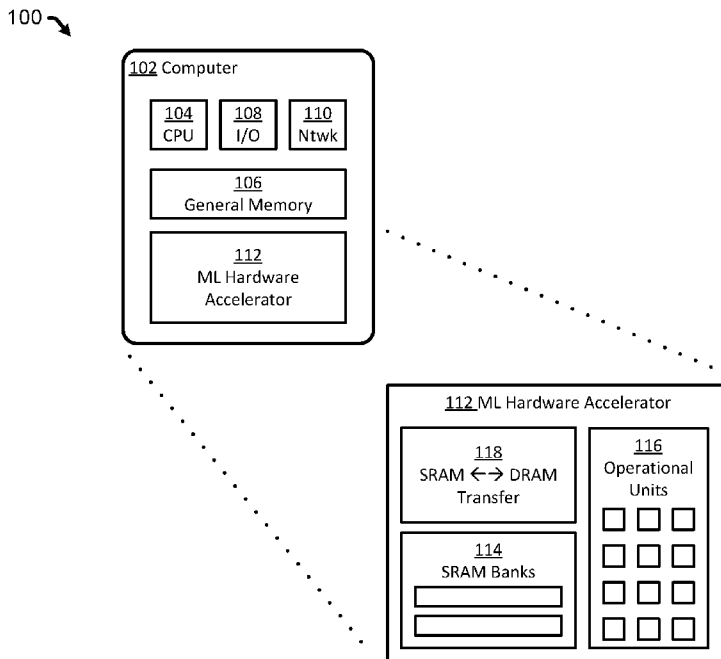 100
102 Computer
104
CPU
108
I/O
110
Ntwk
106
General Memory
112
ML Hardware
Accelerator
112 ML Hardware Accelerator
118
SRAM ←→ DRAM
Transfer
116
Operational
Units
114
SRAM Banks